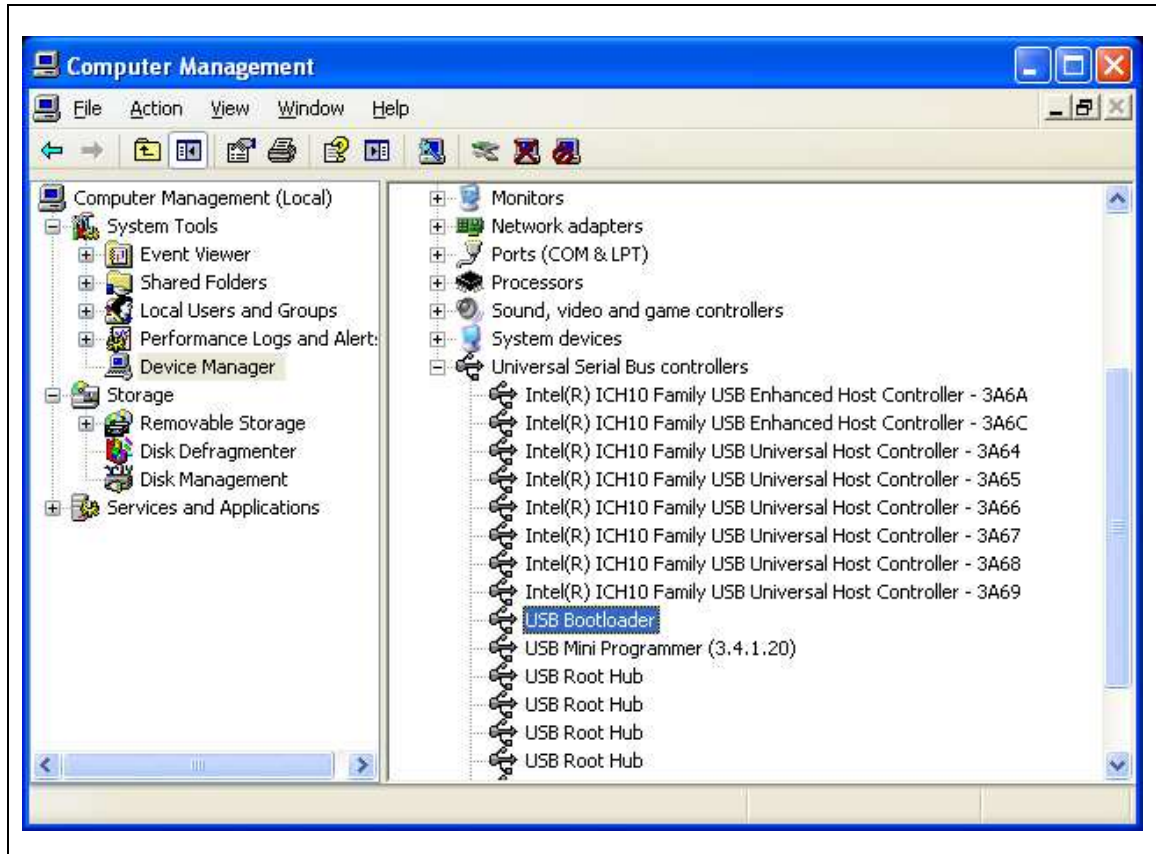 Computer Management
File Action View Window Help
Computer Management (Local)
System Tools
Event Viewer
Shared Folders
Local Users and Groups
Performance Logs and Alert:
Device Manager
Storage
Removable Storage
Disk Defragmenter
Disk Management
Services and Applications
Monitors
Network adapters
Ports (COM & LPT)
Processors
Sound, video and game controllers
System devices
Universal Serial Bus controllers
Intel(R) ICH10 Family USB Enhanced Host Controller - 3A6A
Intel(R) ICH10 Family USB Enhanced Host Controller - 3A6C
Intel(R) ICH10 Family USB Universal Host Controller - 3A64
Intel(R) ICH10 Family USB Universal Host Controller - 3A65
Intel(R) ICH10 Family USB Universal Host Controller - 3A66
Intel(R) ICH10 Family USB Universal Host Controller - 3A67
Intel(R) ICH10 Family USB Universal Host Controller - 3A68
Intel(R) ICH10 Family USB Universal Host Controller - 3A69
USB Bootloader
USB Mini Programmer (3.4.1.20)
USB Root Hub
USB Root Hub
USB Root Hub
USB Root Hub